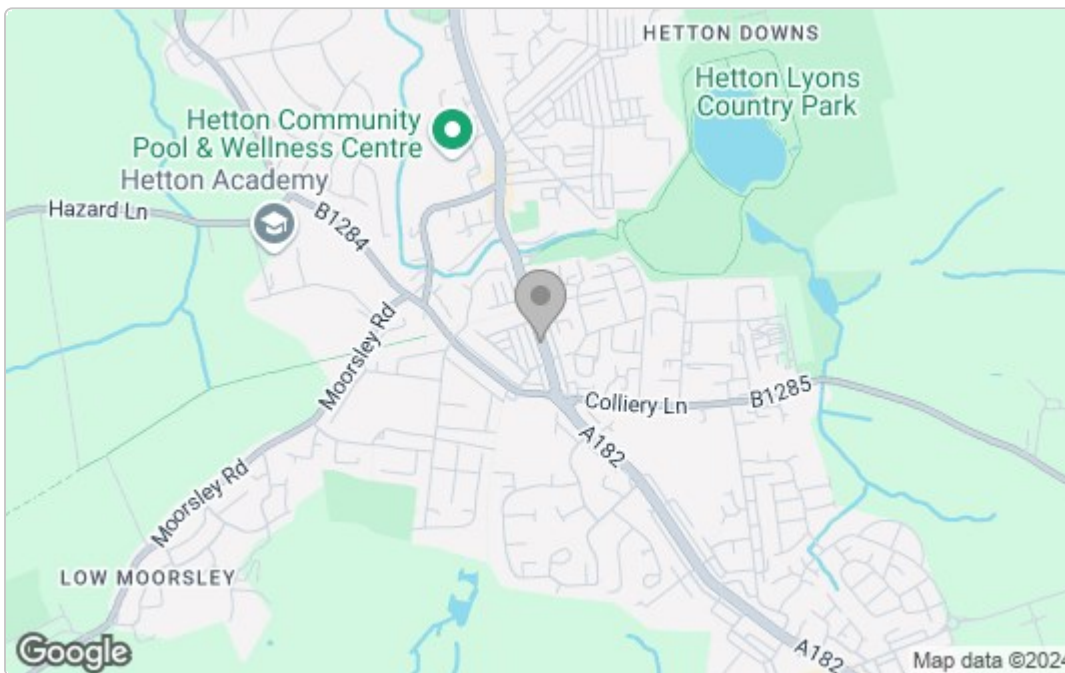 HETTON DOWNS
Hetton Lyons
Country Park
Hetton Community
Pool & Wellness Centre
Hetton Academy
Hazard Ln
B1284
Moorsley Rd
Colliery Ln
B1285
A182
Moorsley Rd
LOW MOORSLEY
A182
Google
Map data ©2024